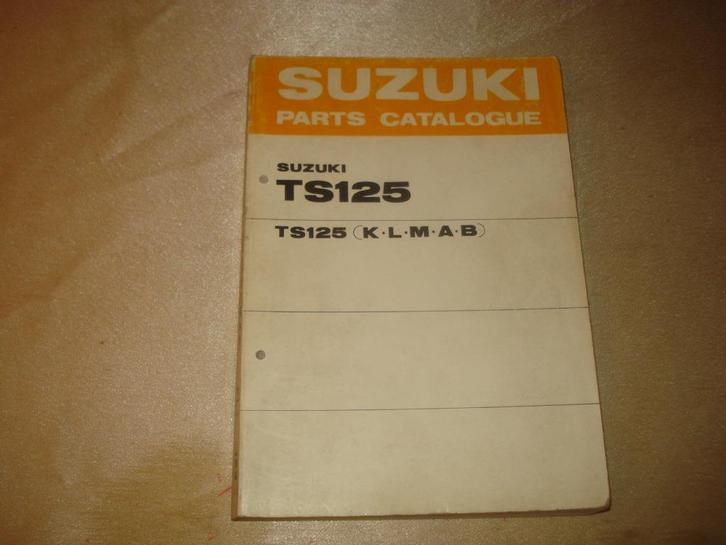 SUZUKI
PARTS CATALOGUE
SUZUKI
TS125
TS125 (K·L·M·A·B)